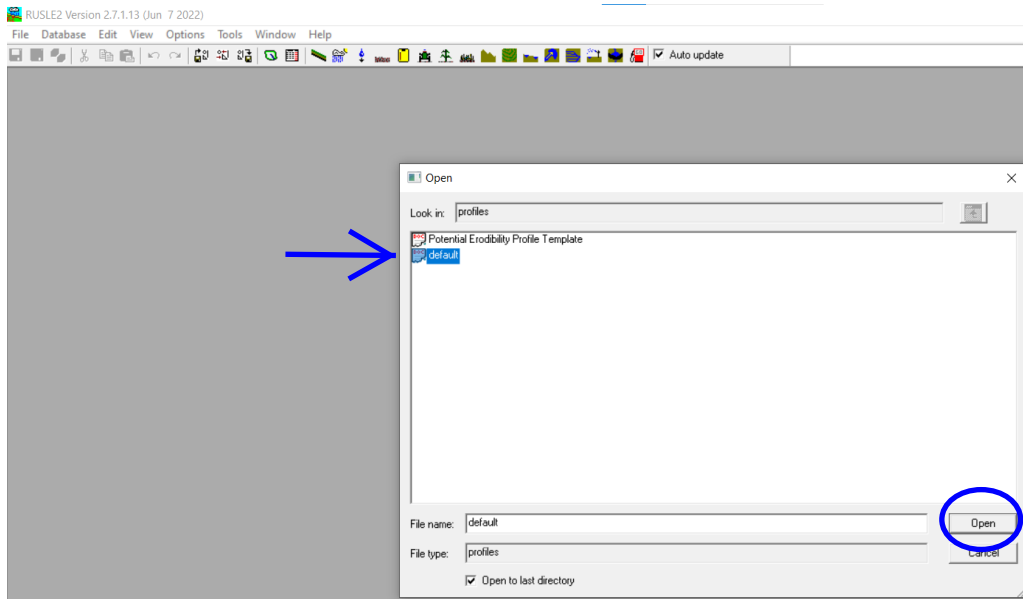 RUSLE2 Version 2.7.1.13 (Jun 7 2022)
File Database Edit View Options Tools Window Help
Auto update
Open
Look in: profiles
Potential Erodibility Profile Template
default
File name: default Open
File type: profiles Cancel
Open to last directory